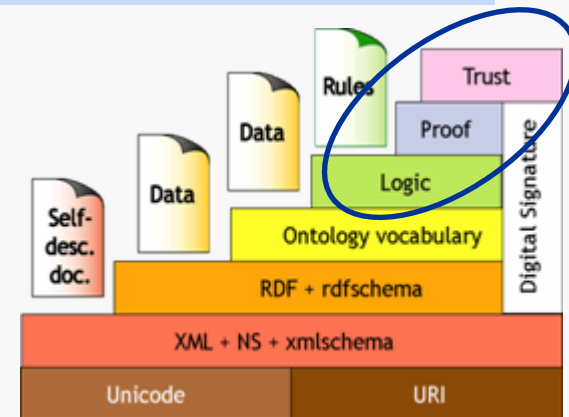 Trust
Rules
Proof
Data
Logic
Data
Digital Signature
Self-
desc.
doc.
Ontology vocabulary
RDF + rdfschema
XML + NS + xmlschema
Unicode
URI